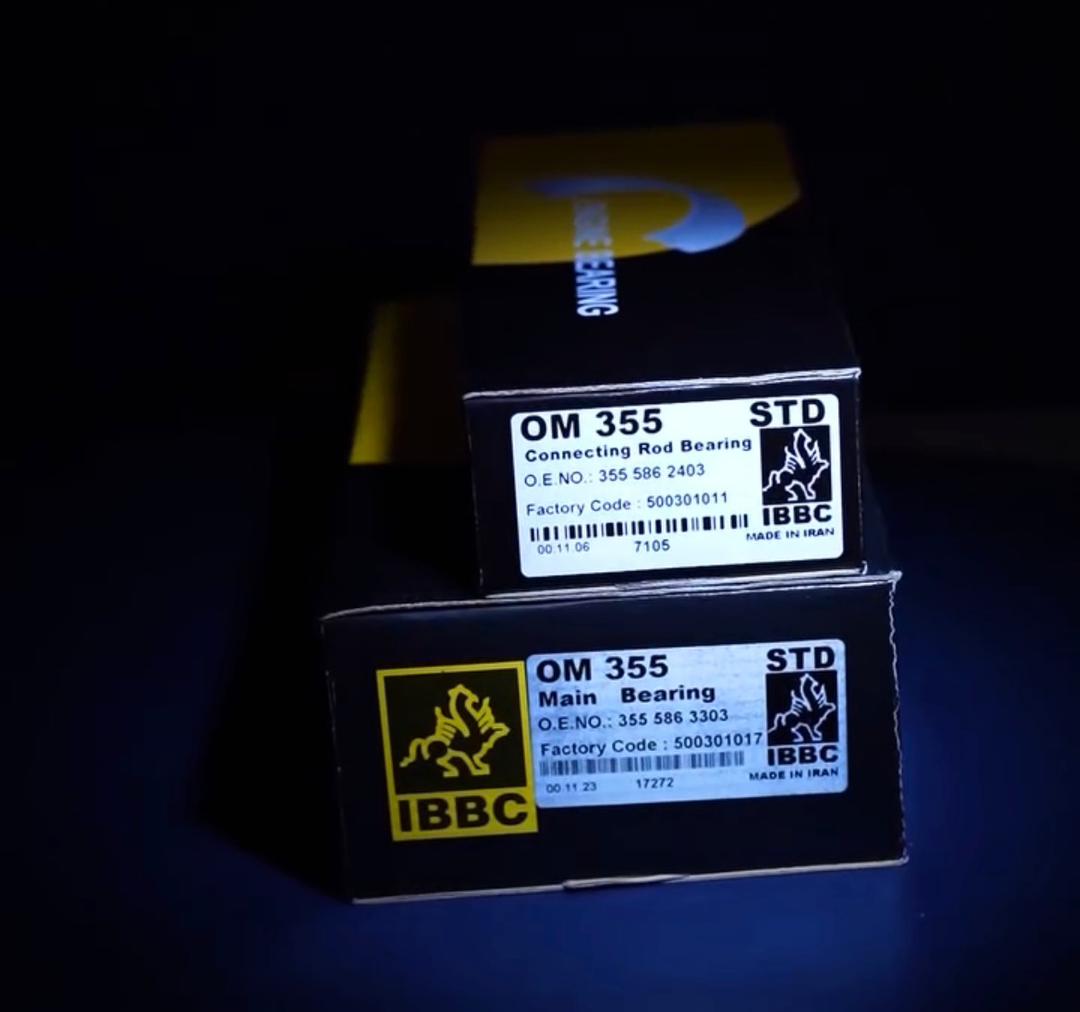 BEARING
OM 355
STD
Connecting Rod Bearing
O.E.NO.: 355 586 2403
Factory Code : 500301011
IBBC
MADE IN IRAN
00.11.06 7105
OM 355
STD
Main Bearing
O.E.NO.: 355 586 3303
Factory Code : 500301017
IBBC
MADE IN IRAN
00.11.23 17272
IBBC